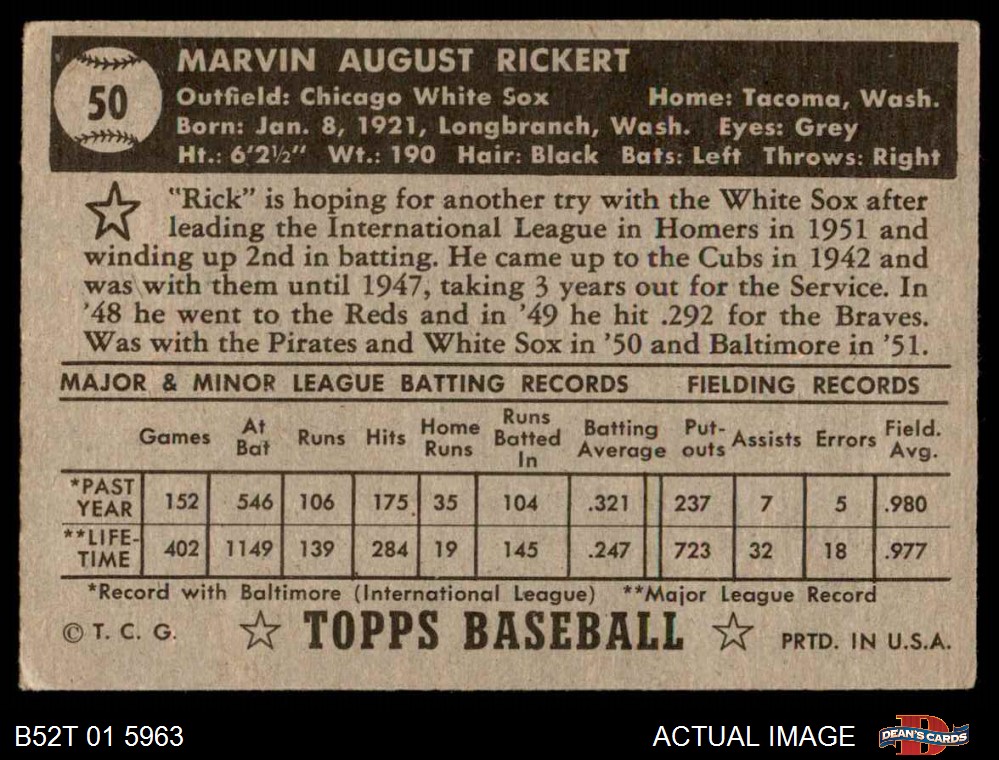 50
MARVIN AUGUST RICKERT
Outfield: Chicago White Sox Home: Tacoma, Wash.
Born: Jan. 8, 1921, Longbranch, Wash. Eyes: Grey
Ht.: 6'2½" Wt.: 190 Hair: Black Bats: Left Throws: Right
"Rick" is hoping for another try with the White Sox after
leading the International League in Homers in 1951 and
winding up 2nd in batting. He came up to the Cubs in 1942 and
was with them until 1947, taking 3 years out for the Service. In
'48 he went to the Reds and in '49 he hit .292 for the Braves.
Was with the Pirates and White Sox in '50 and Baltimore in '51.
MAJOR & MINOR LEAGUE BATTING RECORDS FIELDING RECORDS
Games At Bat Runs Hits Home Runs Runs Batted In Batting Average Put-outs Assists Errors Field. Avg.
*PAST YEAR 152 546 106 175 35 104 .321 237 7 5 .980
**LIFE-TIME 402 1149 139 284 19 145 .247 723 32 18 .977
*Record with Baltimore (International League) **Major League Record
© T. C. G. TOPPS BASEBALL PRTD. IN U.S.A.
B52T 01 5963 ACTUAL IMAGE DEAN'S CARDS